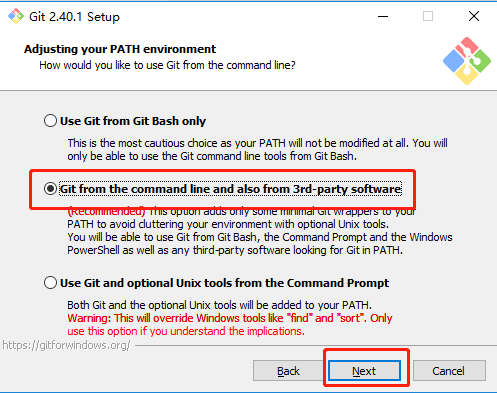 Git 2.40.1 Setup
Adjusting your PATH environment
How would you like to use Git from the command line?
Use Git from Git Bash only
This is the most cautious choice as your PATH will not be modified at all. You will
only be able to use the Git command line tools from Git Bash.
Git from the command line and also from 3rd-party software
(Recommended) This option adds only some minimal Git wrappers to your
PATH to avoid cluttering your environment with optional Unix tools.
You will be able to use Git from Git Bash, the Command Prompt and the Windows
PowerShell as well as any third-party software looking for Git in PATH.
Use Git and optional Unix tools from the Command Prompt
Both Git and the optional Unix tools will be added to your PATH.
Warning: This will override Windows tools like "find" and "sort". Only
use this option if you understand the implications.
https://gitforwindows.org/
Back Next Cancel